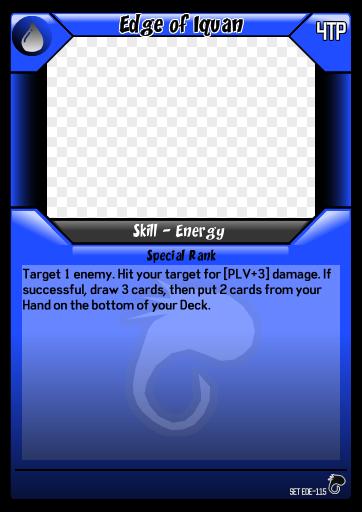 Edge of Iquan
4TP
Skill - Energy
Special Rank
Target 1 enemy. Hit your target for [PLV+3] damage. If
successful, draw 3 cards, then put 2 cards from your
Hand on the bottom of your Deck.
SET EOE-115